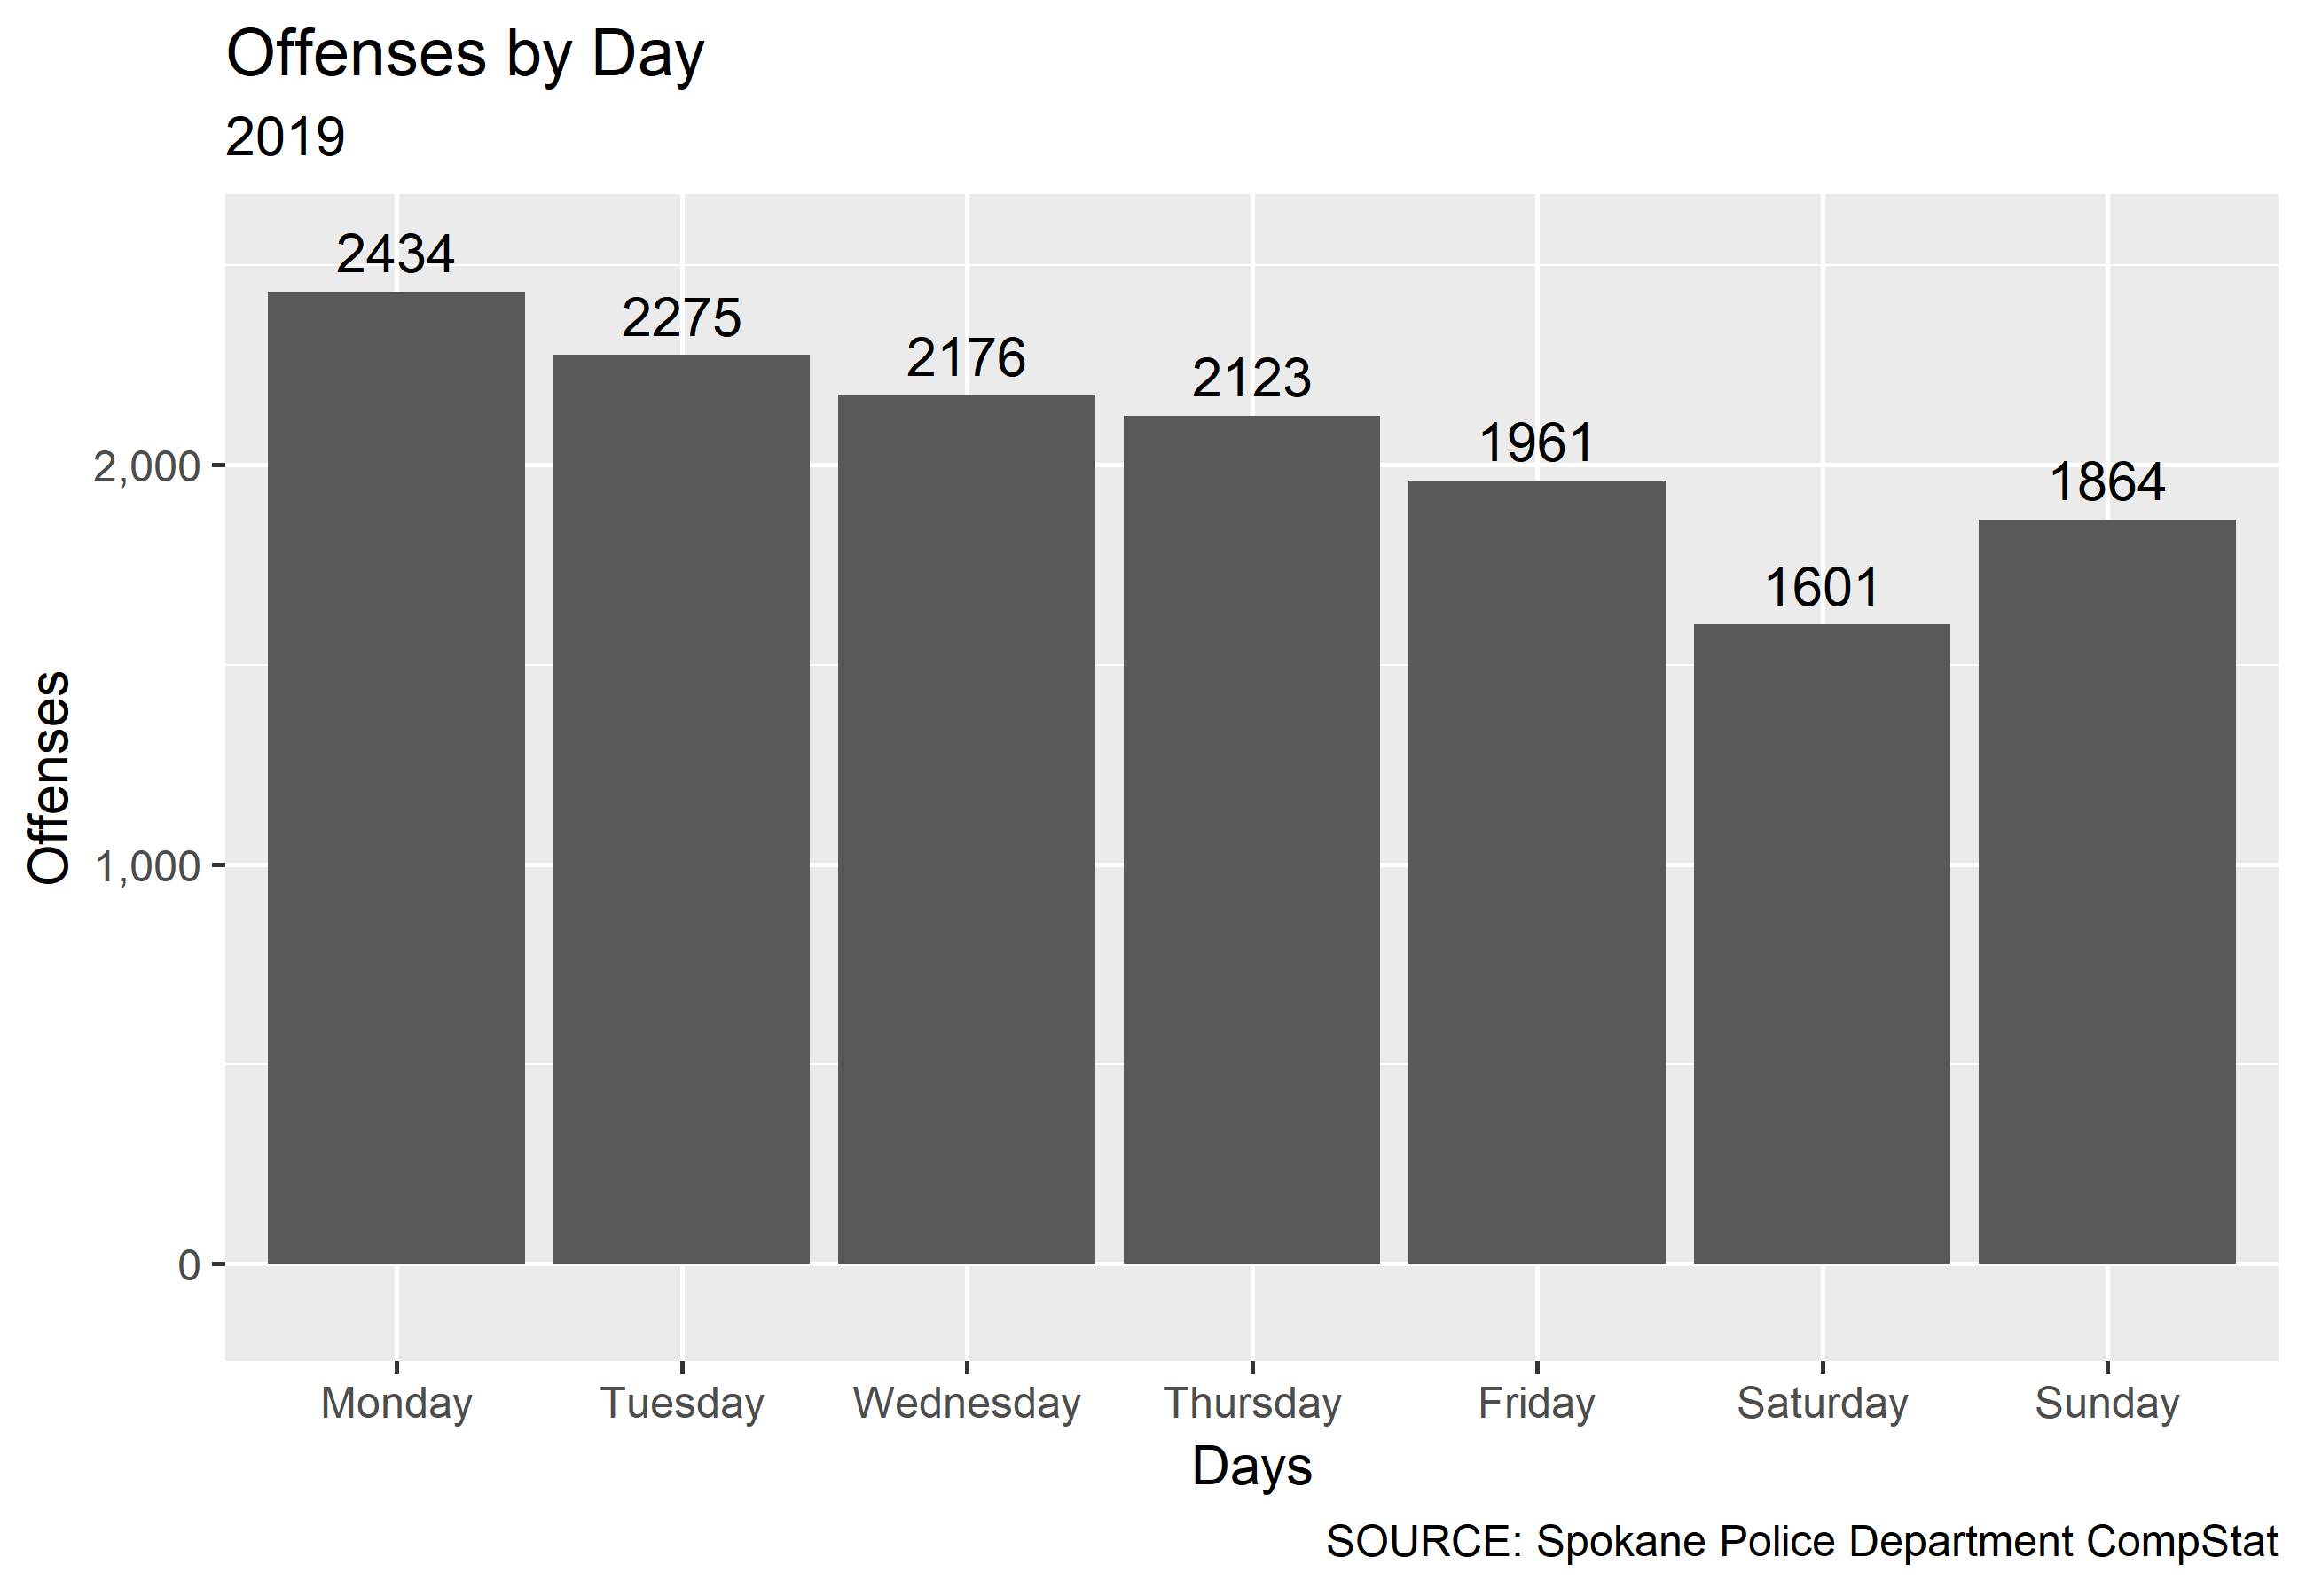 Offenses by Day
2019
2434
2275
2176
2123
1961
1601
1864
Offenses
2,000
1,000
0
Monday Tuesday Wednesday Thursday Friday Saturday Sunday
Days
SOURCE: Spokane Police Department CompStat